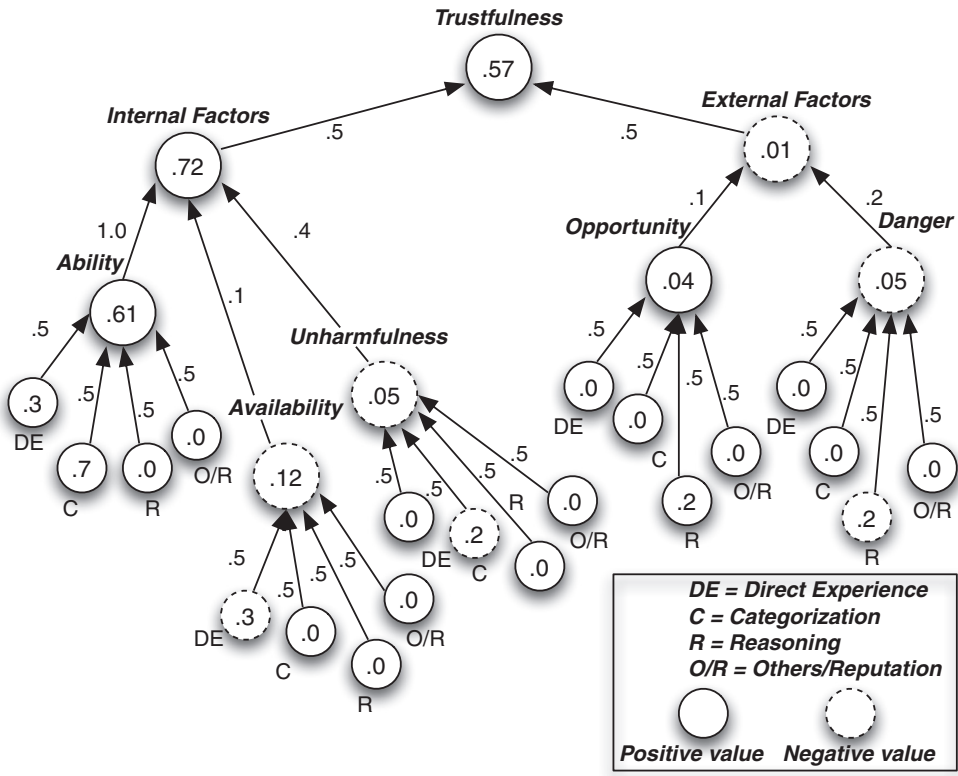 Trustfulness
.57
Internal Factors
External Factors
.5
.5
.72
.01
1.0
.1
.4
.1
.2
Ability
Opportunity
Danger
.61
.04
.05
Unharmfulness
.05
Availability
.12
.5
.5
.5
.5
.3
.7
.0
.0
DE
C
R
O/R
.5
.5
.5
.5
.3
.0
.0
.0
DE
C
R
O/R
.5
.5
.5
.5
.0
.2
.0
.0
DE
C
R
O/R
.5
.5
.5
.5
.0
.0
.2
.0
DE
C
R
O/R
.5
.5
.5
.5
.0
.0
.2
.0
DE
C
R
O/R
DE = Direct Experience
C = Categorization
R = Reasoning
O/R = Others/Reputation
Positive value Negative value